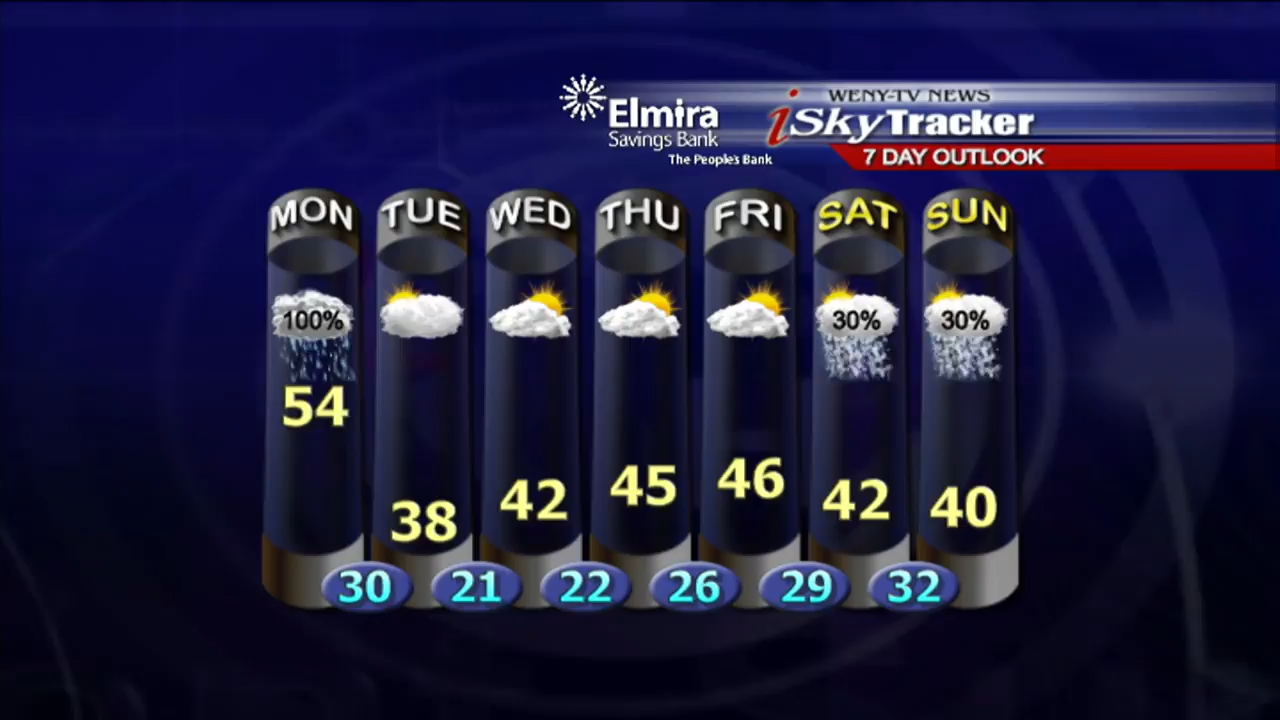 Elmira
Savings Bank
The People's Bank
WENY-TV NEWS
iSkyTracker
7 DAY OUTLOOK
MON TUE WED THU FRI SAT SUN
100% 30% 30%
54 38 42 45 46 42 40
30 21 22 26 29 32